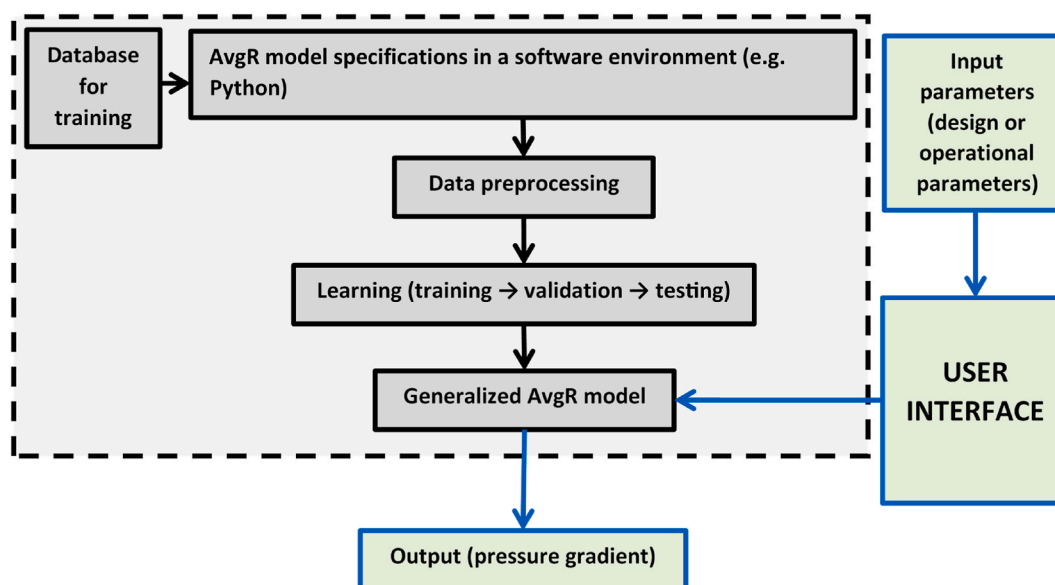 Database
for
training
AvgR model specifications in a software environment (e.g.
Python)
Data preprocessing
Learning (training → validation → testing)
Generalized AvgR model
Output (pressure gradient)
Input
parameters
(design or
operational
parameters)
USER
INTERFACE